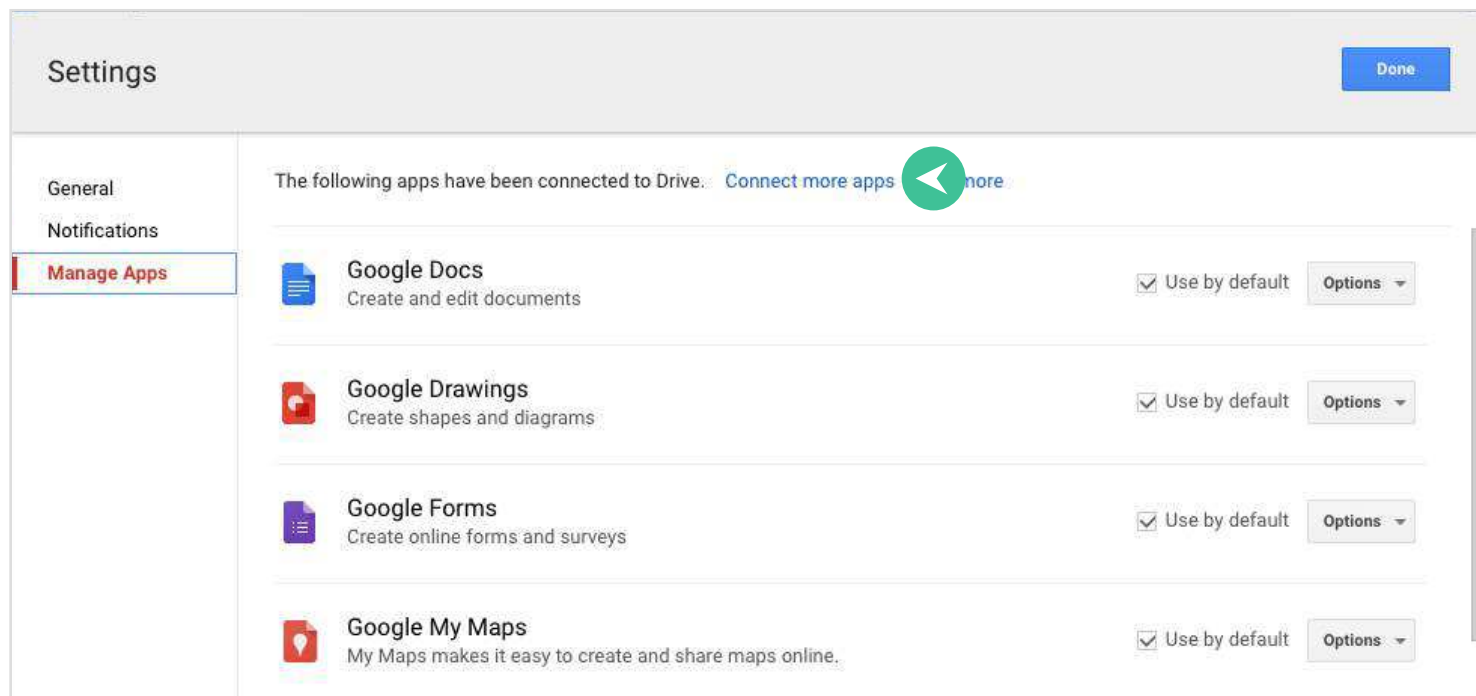 Settings
Done
General
Notifications
Manage Apps
The following apps have been connected to Drive. Connect more apps more
Google Docs
Create and edit documents
Use by default Options
Google Drawings
Create shapes and diagrams
Use by default Options
Google Forms
Create online forms and surveys
Use by default Options
Google My Maps
My Maps makes it easy to create and share maps online.
Use by default Options